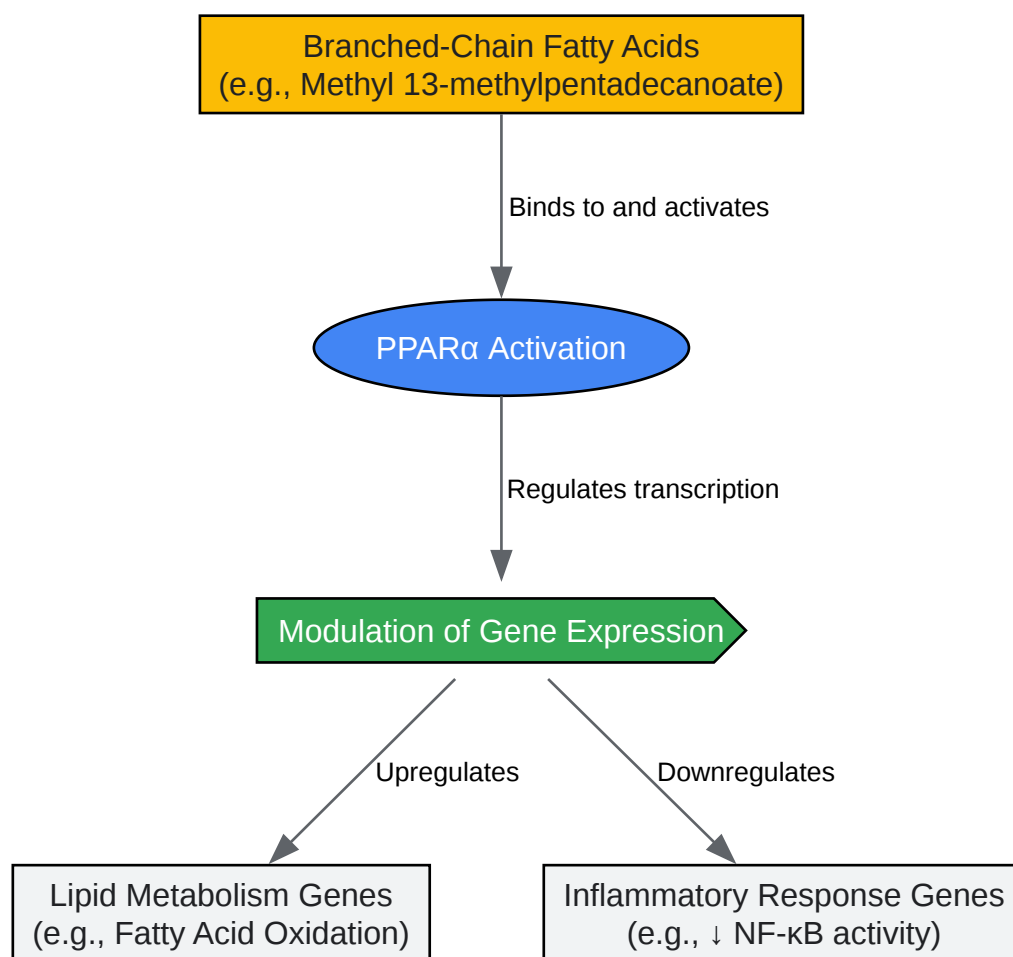 Branched-Chain Fatty Acids
(e.g., Methyl 13-methylpentadecanoate)
Binds to and activates
PPARα Activation
Regulates transcription
Modulation of Gene Expression
Upregulates
Downregulates
Lipid Metabolism Genes
(e.g., Fatty Acid Oxidation)
Inflammatory Response Genes
(e.g., ↓ NF-κB activity)